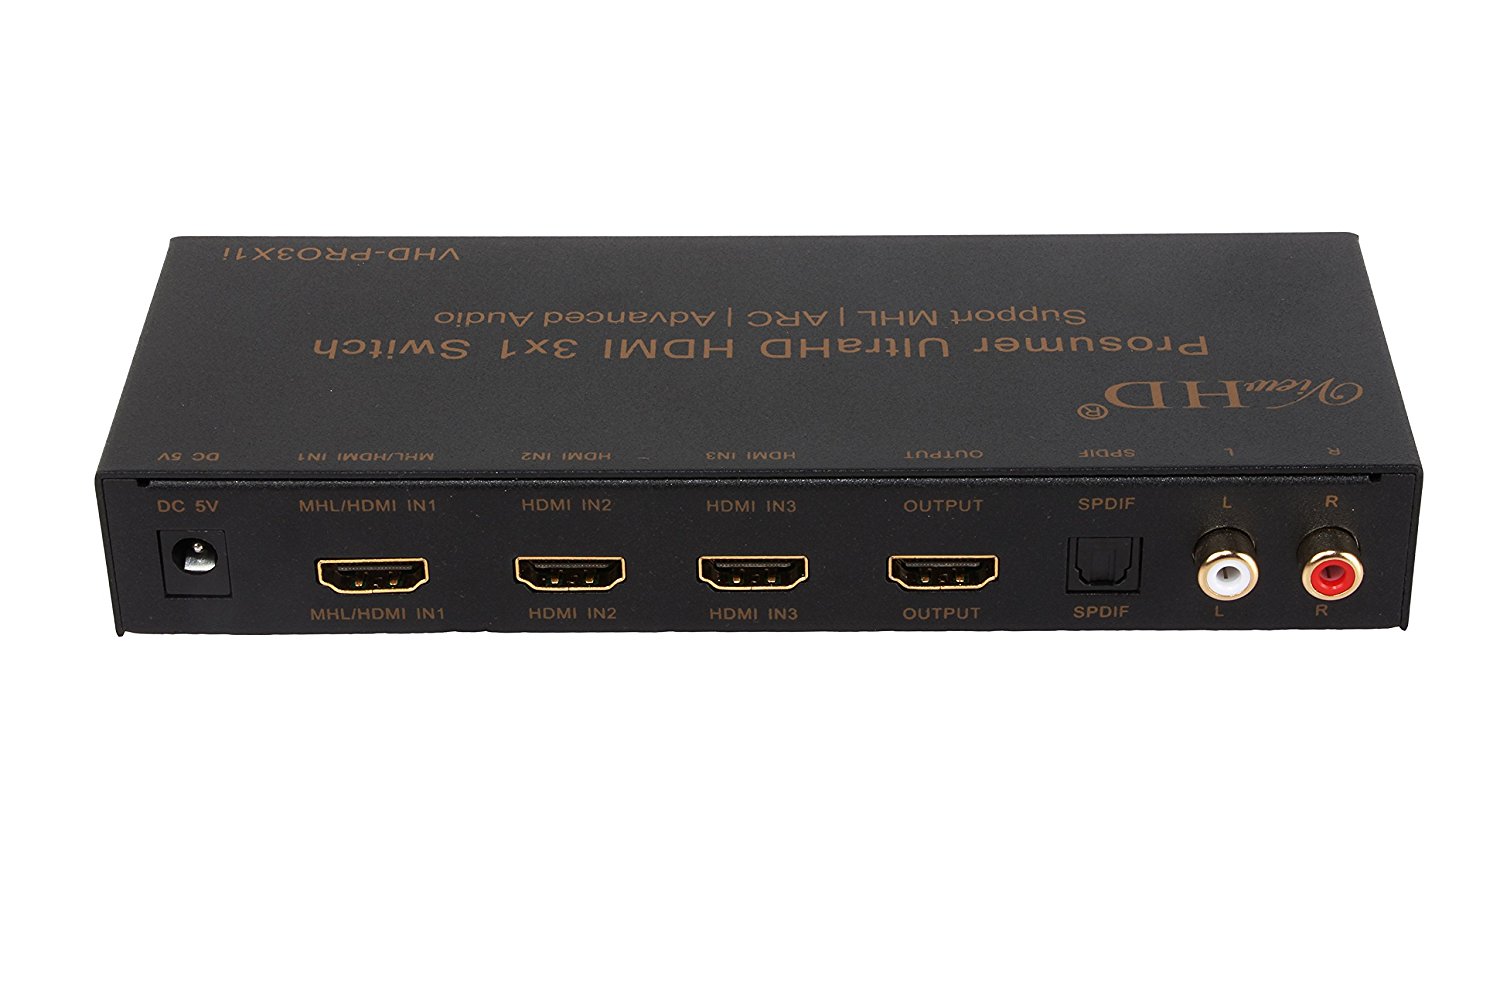 ViewHD®
Prosumer UltraHD HDMI 3x1 Switch
Support MHL | ARC | Advanced Audio
VHD-PRO3X1i
DC 5V MHL/HDMI IN1 HDMI IN2 HDMI IN3 OUTPUT SPDIF L R
DC 5V MHL/HDMI IN1 HDMI IN2 HDMI IN3 OUTPUT SPDIF L R
MHL/HDMI IN1 HDMI IN2 HDMI IN3 OUTPUT SPDIF L R